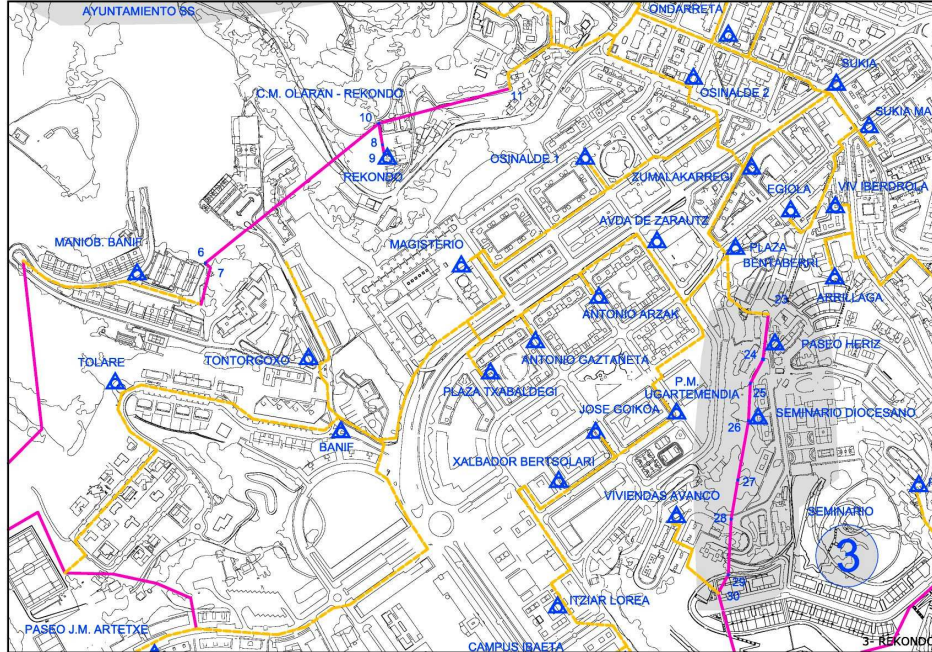 AYUNTAMIENTO SS
ONDARRETA
SUKIA
C.M. OLARAN - REKONDO
11
OSINALDE 2
10
SUKIA MA
8
9
REKONDO
OSINALDE 1
ZUMALAKARREGI
EGIOLA
VIV IBERDROLA
AVDA DE ZARAUTZ
MANIOB. BANIF
6
7
MAGISTERIO
PLAZA
BENTABERRI
ARRILLAGA
23
ANTONIO ARZAK
PASEO HERIZ
24
TOLARE
TONTORGOXO
ANTONIO GAZTAÑETA
PLAZA TXABALDEGI
P.M.
UGARTEMENDIA
25
JOSE GOIKOA
SEMINARIO DIOCESANO
26
BANIF
XALBADOR BERTSOLARI
27
VIVIENDAS AVANCO
28
SEMINARIO
3
29
30
ITZIAR LOREA
PASEO J.M. ARTETXE
CAMPUS IBAETA
3- REKONDO